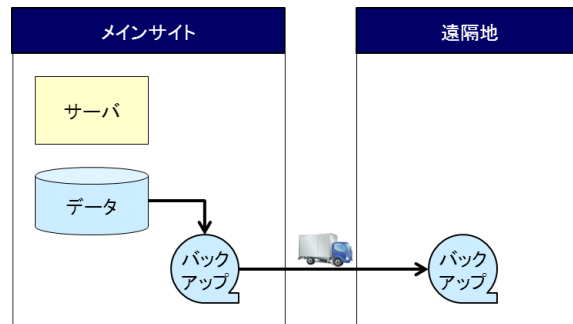 メインサイト
遠隔地
サーバ
データ
バック
アップ
バック
アップ